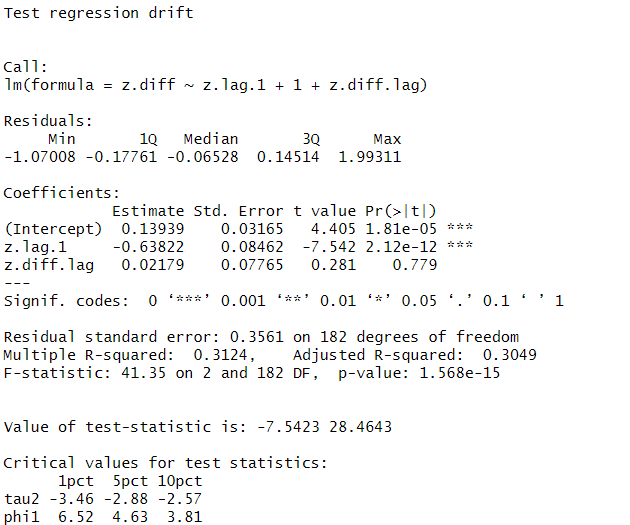 Test regression drift
Call:
lm(formula = z.diff ~ z.lag.1 + 1 + z.diff.lag)
Residuals:
     Min       1Q   Median       3Q      Max
-1.07008 -0.17761 -0.06528  0.14514  1.99311
Coefficients:
            Estimate Std. Error t value Pr(>|t|)
(Intercept)  0.13939    0.03165   4.405 1.81e-05 ***
z.lag.1     -0.63822    0.08462  -7.542 2.12e-12 ***
z.diff.lag   0.02179    0.07765   0.281    0.779
---
Signif. codes:  0 ‘***’ 0.001 ‘**’ 0.01 ‘*’ 0.05 ‘.’ 0.1 ‘ ’ 1
Residual standard error: 0.3561 on 182 degrees of freedom
Multiple R-squared:  0.3124,    Adjusted R-squared:  0.3049
F-statistic: 41.35 on 2 and 182 DF,  p-value: 1.568e-15
Value of test-statistic is: -7.5423 28.4643
Critical values for test statistics:
      1pct  5pct 10pct
tau2 -3.46 -2.88 -2.57
phi1  6.52  4.63  3.81